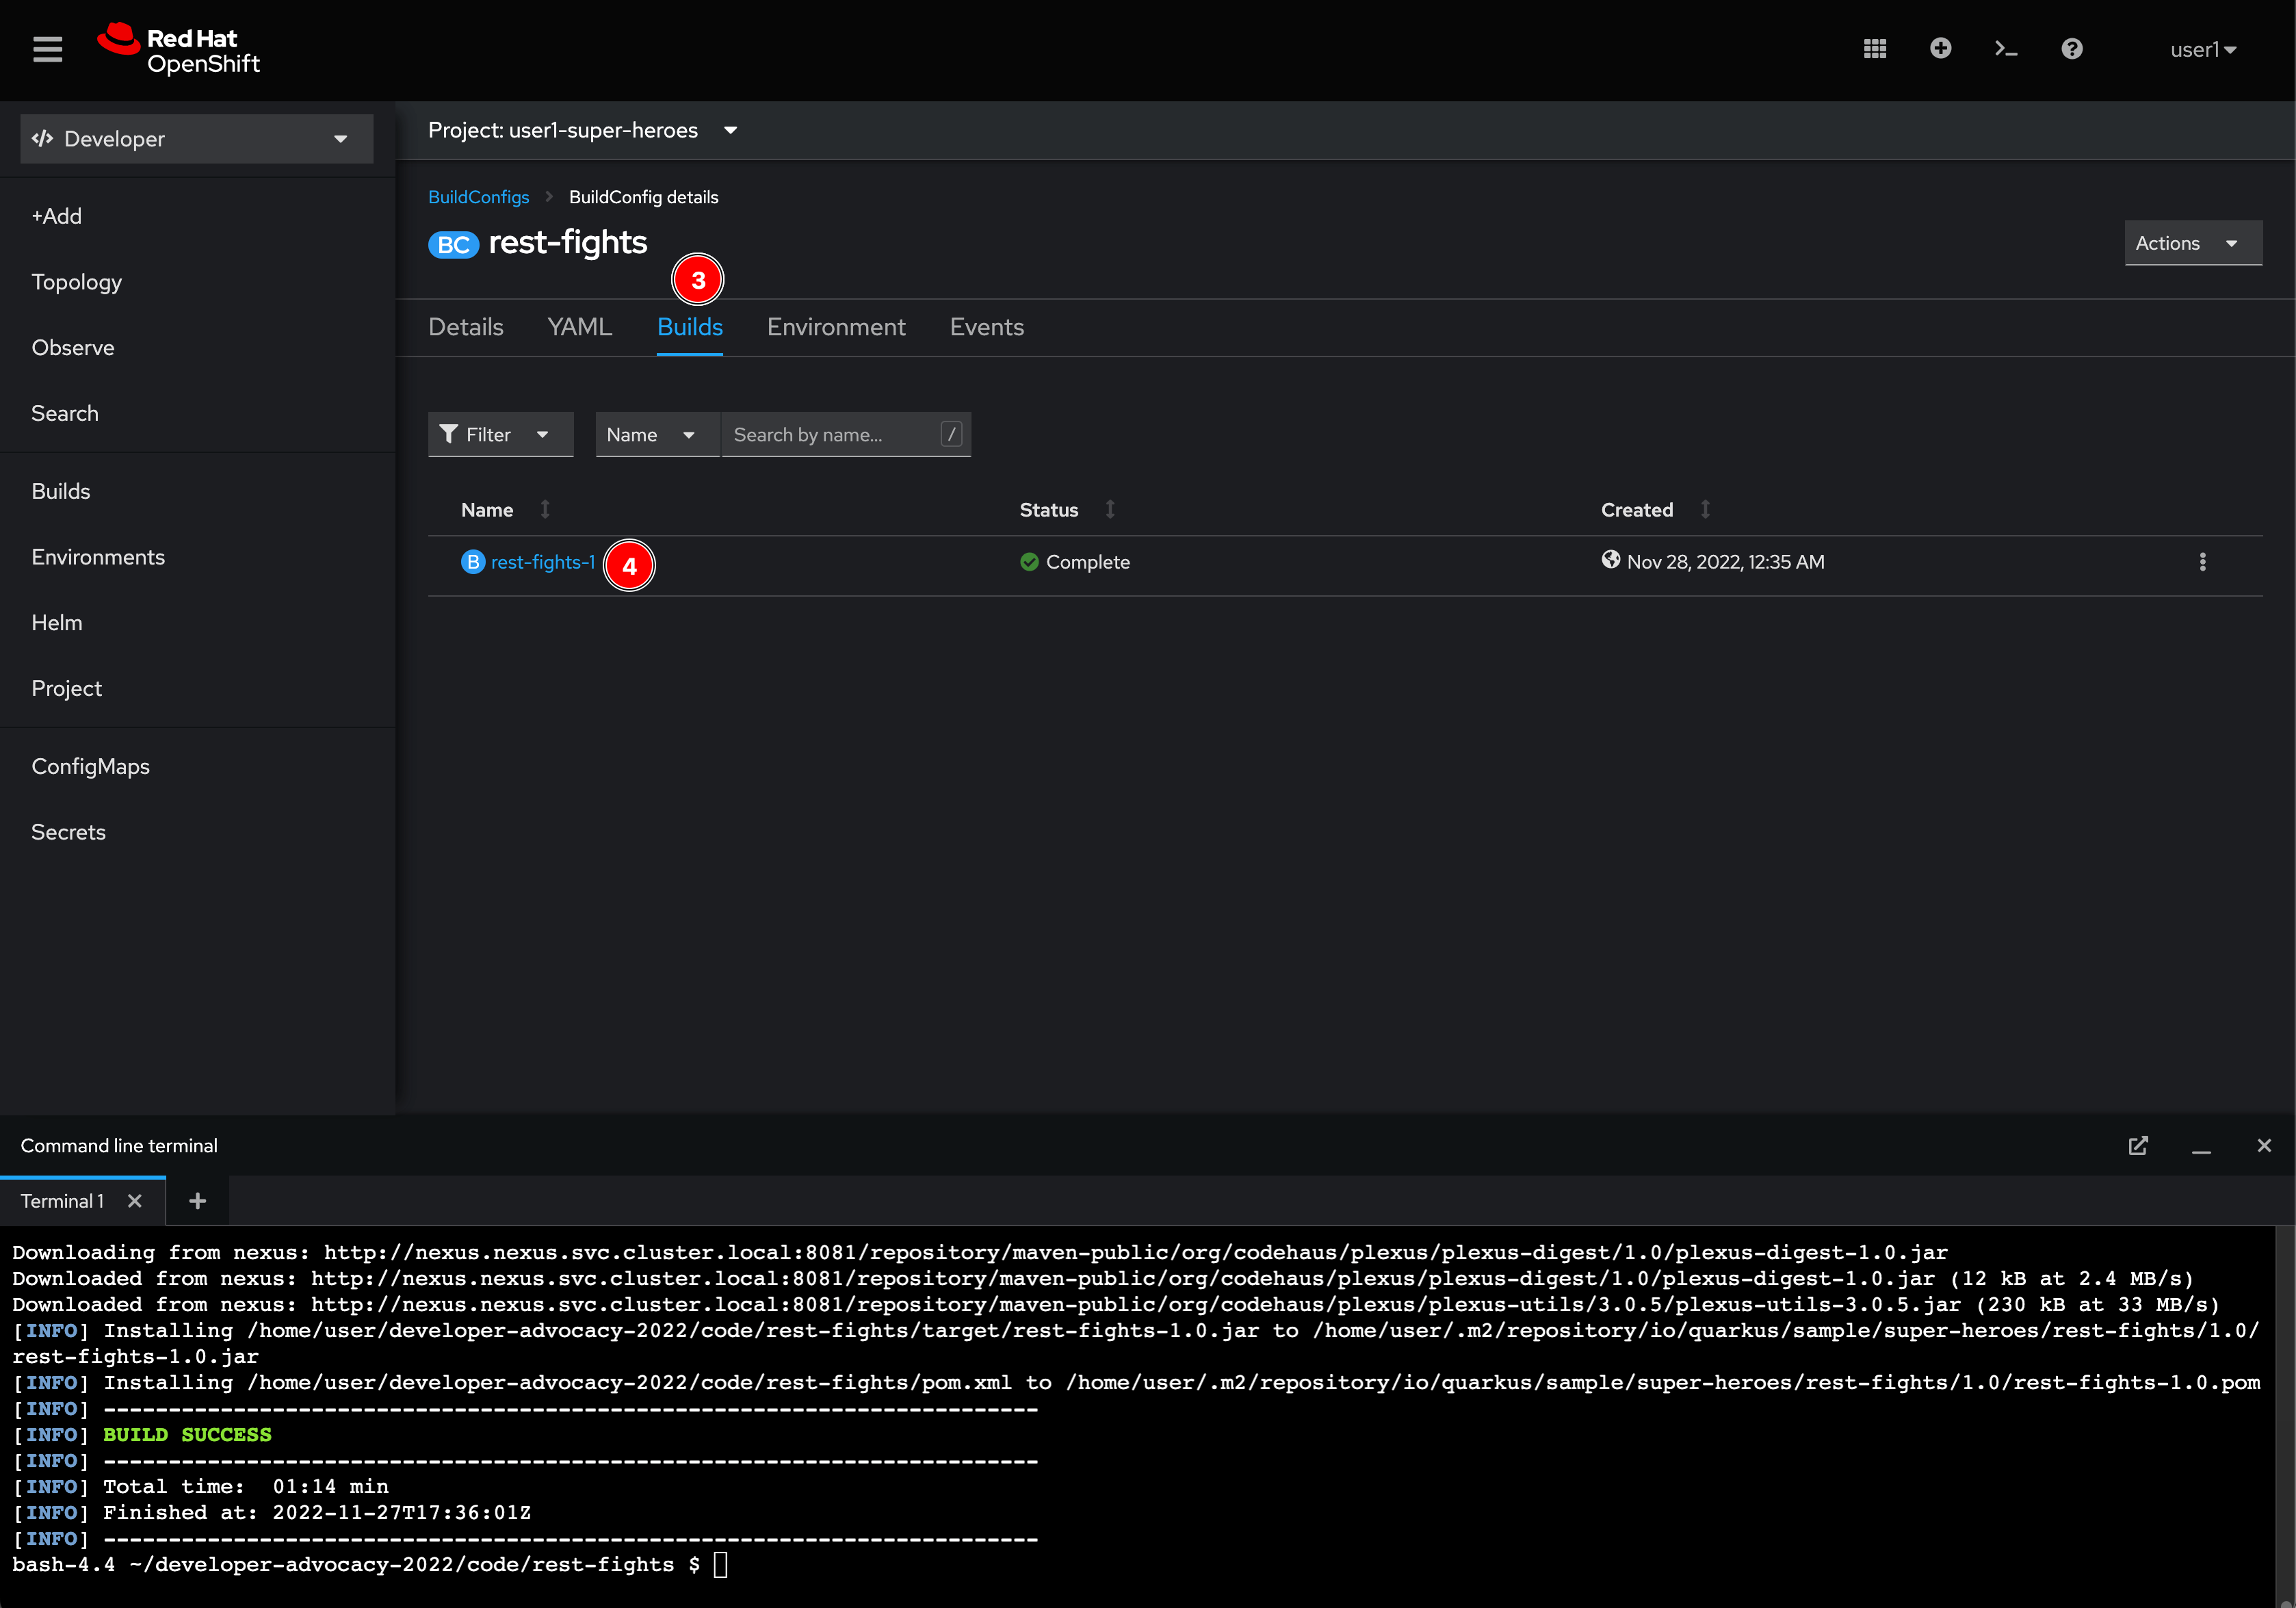 Red Hat
OpenShift
user1
Developer
Project: user1-super-heroes
+Add
Topology
Observe
Search
Builds
Environments
Helm
Project
ConfigMaps
Secrets
BuildConfigs > BuildConfig details
BC rest-fights
Actions
3
Details YAML Builds Environment Events
Filter Name Search by name... /
Name Status Created
B rest-fights-1 4 Complete Nov 28, 2022, 12:35 AM
Command line terminal
Terminal 1
Downloading from nexus: http://nexus.nexus.svc.cluster.local:8081/repository/maven-public/org/codehaus/plexus/plexus-digest/1.0/plexus-digest-1.0.jar
Downloaded from nexus: http://nexus.nexus.svc.cluster.local:8081/repository/maven-public/org/codehaus/plexus/plexus-digest/1.0/plexus-digest-1.0.jar (12 kB at 2.4 MB/s)
Downloaded from nexus: http://nexus.nexus.svc.cluster.local:8081/repository/maven-public/org/codehaus/plexus/plexus-utils/3.0.5/plexus-utils-3.0.5.jar (230 kB at 33 MB/s)
[INFO] Installing /home/user/developer-advocacy-2022/code/rest-fights/target/rest-fights-1.0.jar to /home/user/.m2/repository/io/quarkus/sample/super-heroes/rest-fights/1.0/
rest-fights-1.0.jar
[INFO] Installing /home/user/developer-advocacy-2022/code/rest-fights/pom.xml to /home/user/.m2/repository/io/quarkus/sample/super-heroes/rest-fights/1.0/rest-fights-1.0.pom
[INFO] ------------------------------------------------------------------------
[INFO] BUILD SUCCESS
[INFO] ------------------------------------------------------------------------
[INFO] Total time:  01:14 min
[INFO] Finished at: 2022-11-27T17:36:01Z
[INFO] ------------------------------------------------------------------------
bash-4.4 ~/developer-advocacy-2022/code/rest-fights $